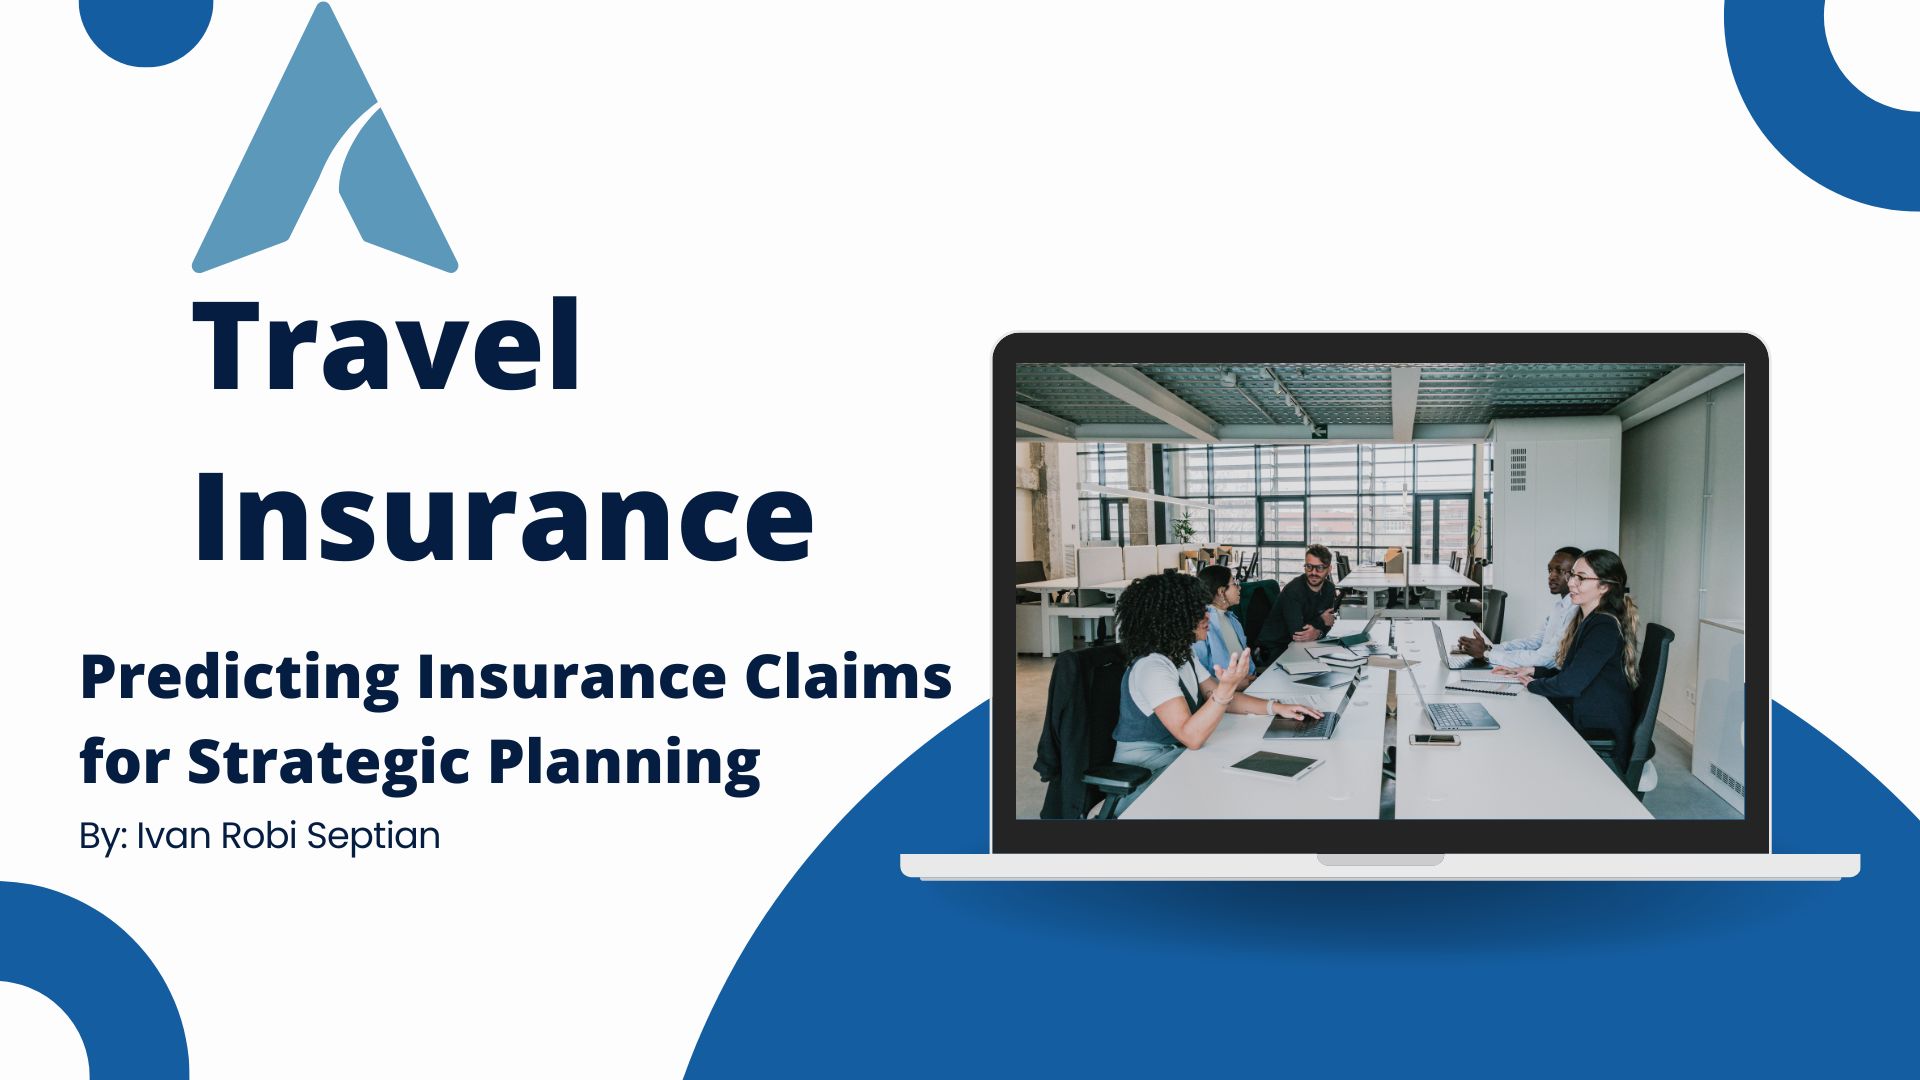 Travel
Insurance
Predicting Insurance Claims
for Strategic Planning
By: Ivan Robi Septian